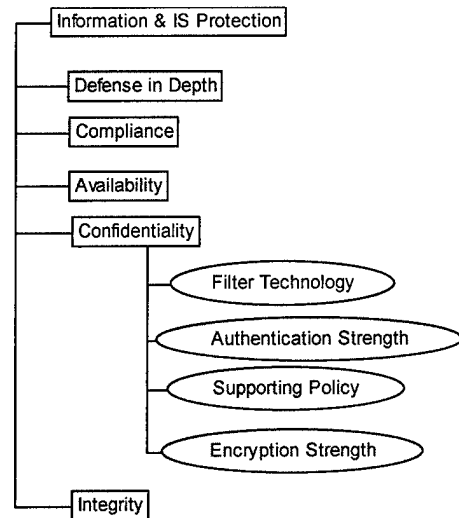 Information & IS Protection
Defense in Depth
Compliance
Availability
Confidentiality
Filter Technology
Authentication Strength
Supporting Policy
Encryption Strength
Integrity